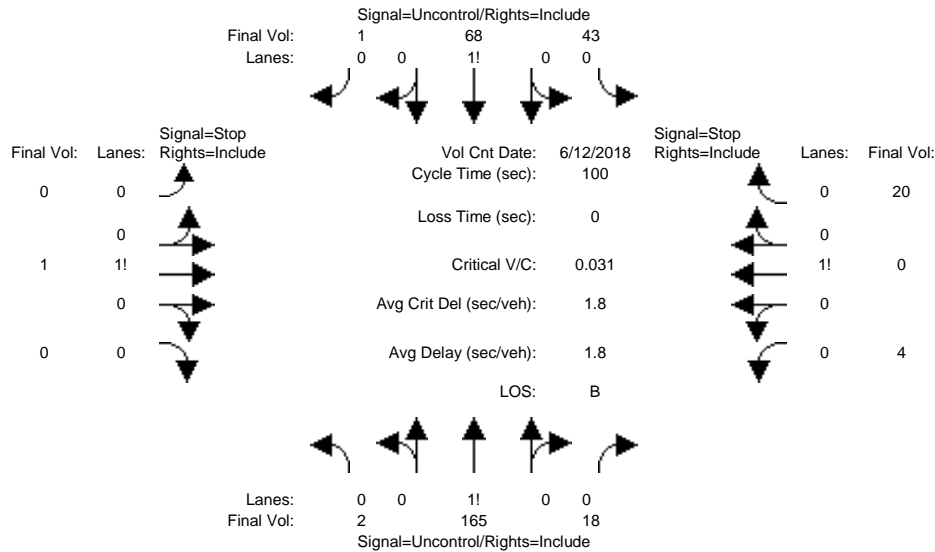 Signal=Uncontrol/Rights=Include
Final Vol: 1 68 43
Lanes: 0 0 1! 0 0
Signal=Stop Signal=Stop
Final Vol: Lanes: Rights=Include Vol Cnt Date: 6/12/2018 Rights=Include Lanes: Final Vol:
Cycle Time (sec): 100
0 0 0 20
Loss Time (sec): 0
0 0
1 1! Critical V/C: 0.031 1! 0
0 Avg Crit Del (sec/veh): 1.8 0
0 0 Avg Delay (sec/veh): 1.8 0 4
LOS: B
Lanes: 0 0 1! 0 0
Final Vol: 2 165 18
Signal=Uncontrol/Rights=Include